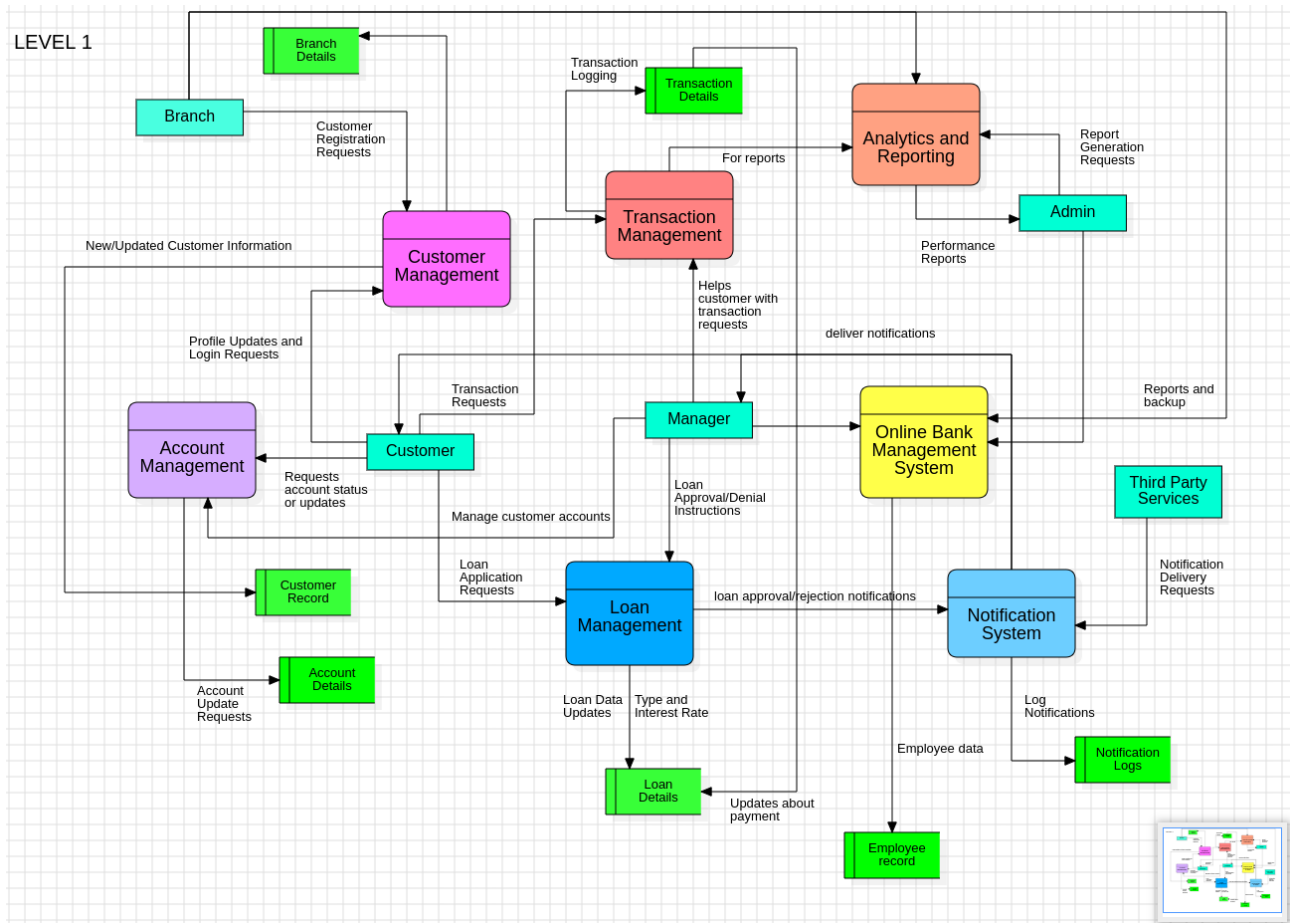 LEVEL 1
Branch
Details
Transaction
Logging
Transaction
Details
Branch
Customer
Registration
Requests
For reports
Analytics and
Reporting
Report
Generation
Requests
Transaction
Management
Admin
New/Updated Customer Information
Customer
Management
Performance
Reports
Helps
customer with
transaction
requests
Profile Updates and
Login Requests
deliver notifications
Transaction
Requests
Reports and
backup
Manager
Account
Management
Customer
Online Bank
Management
System
Requests
account status
or updates
Loan
Approval/Denial
Instructions
Third Party
Services
Manage customer accounts
Loan
Application
Requests
Notification
Delivery
Requests
Customer
Record
Loan
Management
loan approval/rejection notifications
Notification
System
Account
Details
Account
Update
Requests
Loan Data
Updates
Type and
Interest Rate
Log
Notifications
Employee data
Notification
Logs
Loan
Details
Updates about
payment
Employee
record